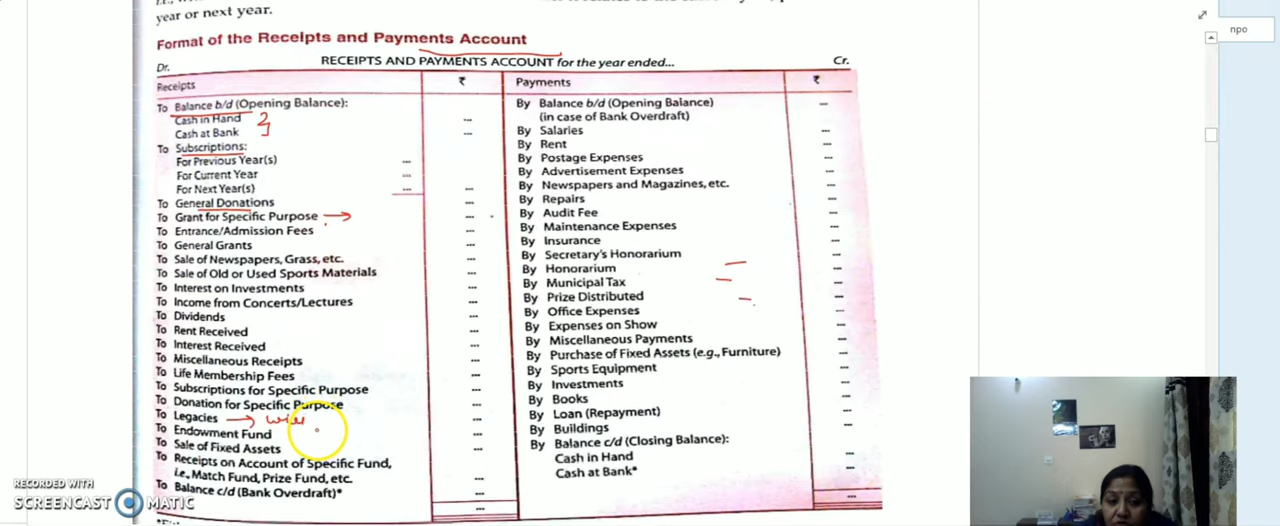 year or next year.
npo
Format of the Receipts and Payments Account
RECEIPTS AND PAYMENTS ACCOUNT for the year ended...
Dr.
Cr.
Receipts ₹ Payments ₹
To Balance b/d (Opening Balance):
Cash in Hand ...
Cash at Bank ...
To Subscriptions:
For Previous Year(s) ...
For Current Year ...
For Next Year(s) ... ...
To General Donations ...
To Grant for Specific Purpose → ...
To Entrance/Admission Fees ...
To General Grants ...
To Sale of Newspapers, Grass, etc. ...
To Sale of Old or Used Sports Materials ...
To Interest on Investments ...
To Income from Concerts/Lectures ...
To Dividends ...
To Rent Received ...
To Interest Received ...
To Miscellaneous Receipts ...
To Life Membership Fees ...
To Subscriptions for Specific Purpose ...
To Donation for Specific Purpose ...
To Legacies → will ...
To Endowment Fund ...
To Sale of Fixed Assets ...
To Receipts on Account of Specific Fund,
i.e., Match Fund, Prize Fund, etc. ...
To Balance c/d (Bank Overdraft)* ...
...
By Balance b/d (Opening Balance) ...
(in case of Bank Overdraft)
By Salaries ...
By Rent ...
By Postage Expenses ...
By Advertisement Expenses ...
By Newspapers and Magazines, etc. ...
By Repairs ...
By Audit Fee ...
By Maintenance Expenses ...
By Insurance ...
By Secretary's Honorarium ...
By Honorarium ...
By Municipal Tax ...
By Prize Distributed ...
By Office Expenses ...
By Expenses on Show ...
By Miscellaneous Payments ...
By Purchase of Fixed Assets (e.g., Furniture) ...
By Sports Equipment ...
By Investments ...
By Books ...
By Loan (Repayment) ...
By Buildings ...
By Balance c/d (Closing Balance):
Cash in Hand ...
Cash at Bank* ...
...
RECORDED WITH
SCREENCAST MATIC